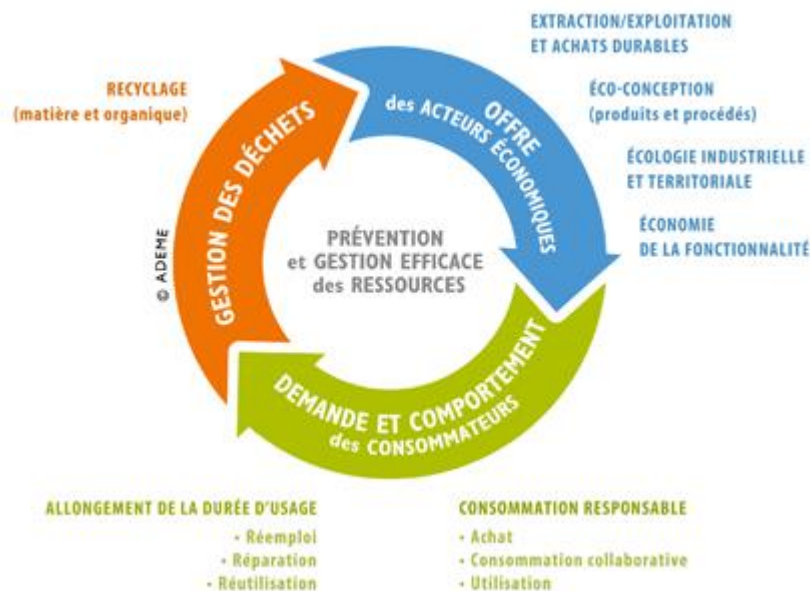 EXTRACTION/EXPLOITATION
ET ACHATS DURABLES
RECYCLAGE
(matière et organique)
ÉCO-CONCEPTION
(produits et procédés)
ÉCOLOGIE INDUSTRIELLE
ET TERRITORIALE
ÉCONOMIE
DE LA FONCTIONNALITÉ
OFFRE
des ACTEURS ÉCONOMIQUES
GESTION DES DÉCHETS
© ADEME
PRÉVENTION
et GESTION EFFICACE
des RESSOURCES
DEMANDE ET COMPORTEMENT
des CONSOMMATEURS
ALLONGEMENT DE LA DURÉE D'USAGE
• Réemploi
• Réparation
• Réutilisation
CONSOMMATION RESPONSABLE
• Achat
• Consommation collaborative
• Utilisation